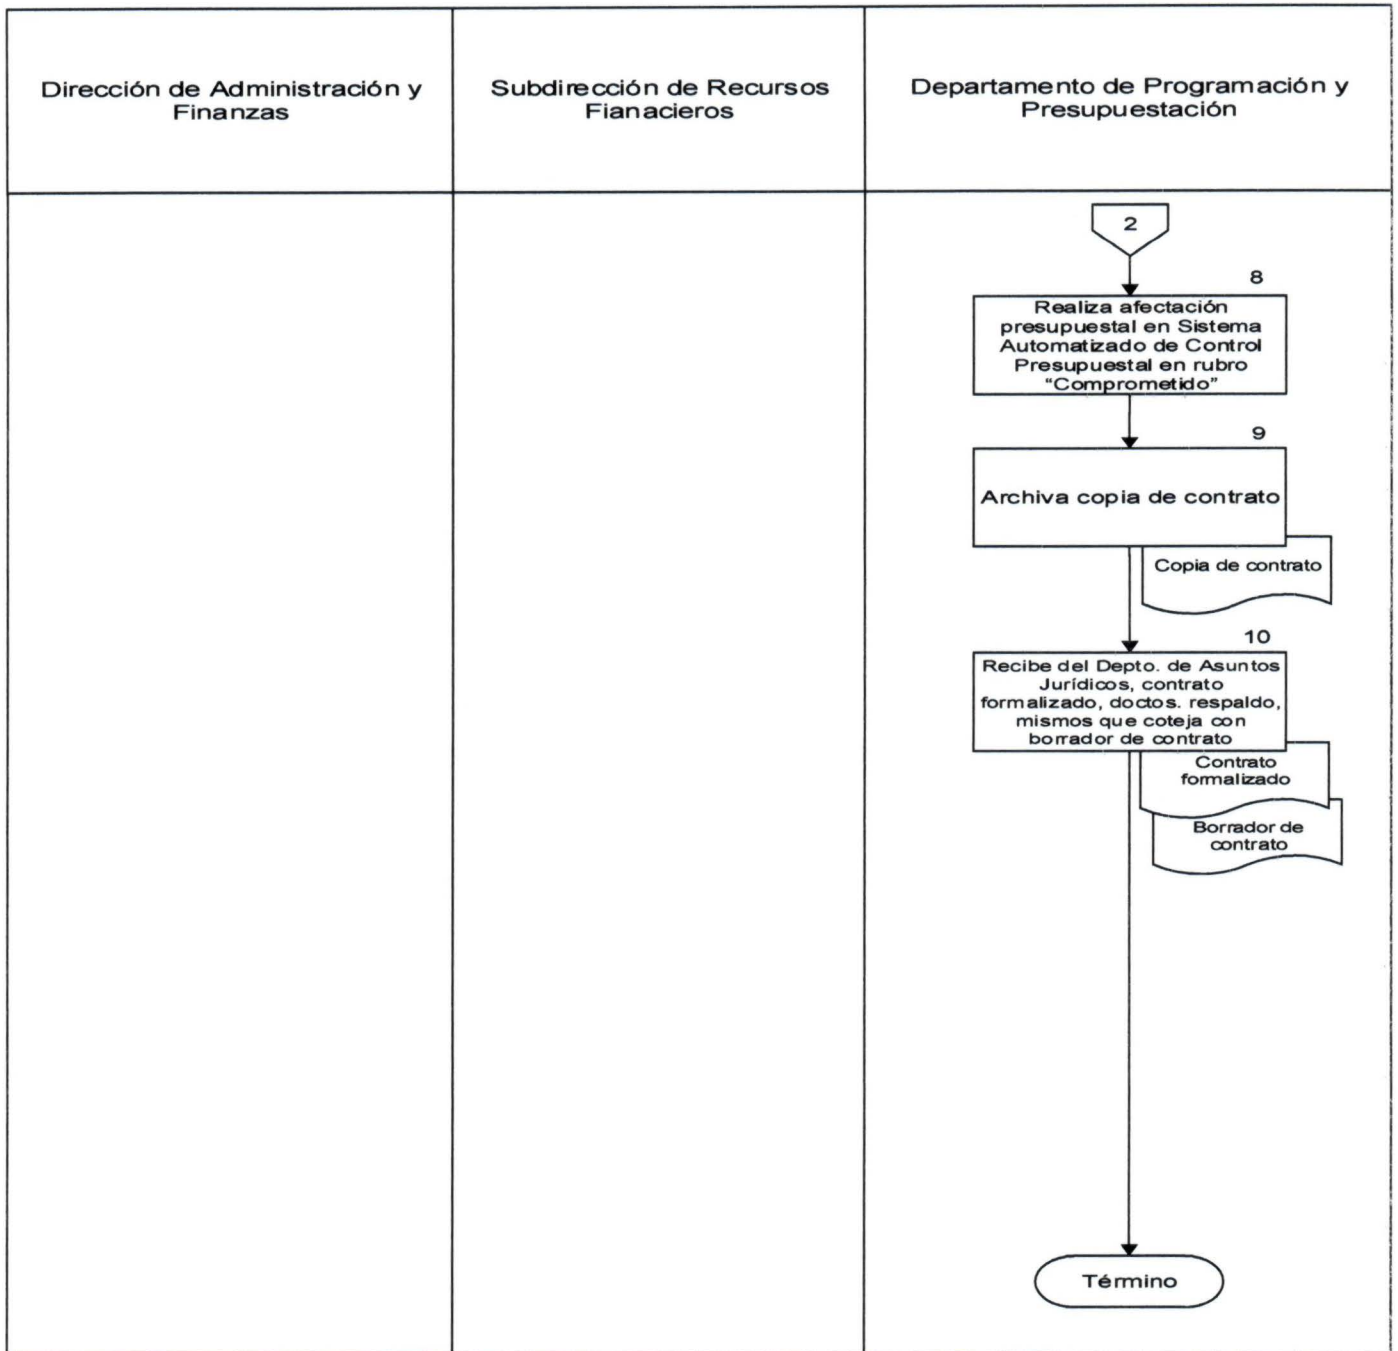 Dirección de Administración y
Finanzas
Subdirección de Recursos
Fianacieros
Departamento de Programación y
Presupuestación
2
8
Realiza afectación
presupuestal en Sistema
Automatizado de Control
Presupuestal en rubro
“Comprometido”
9
Archiva copia de contrato
Copia de contrato
10
Recibe del Depto. de Asuntos
Jurídicos, contrato
formalizado, doctos. respaldo,
mismos que coteja con
borrador de contrato
Contrato
formalizado
Borrador de
contrato
Término